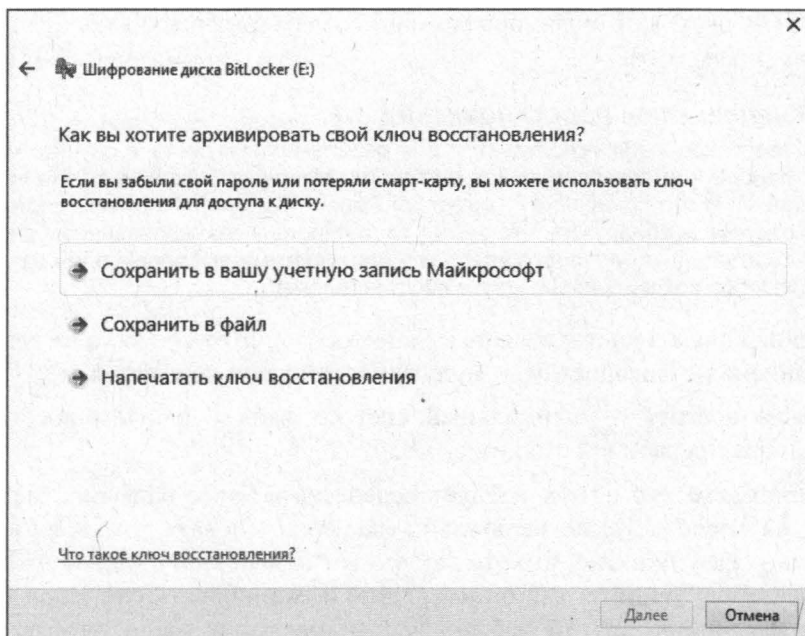 Шифрование диска BitLocker (E:)
Как вы хотите архивировать свой ключ восстановления?
Если вы забыли свой пароль или потеряли смарт-карту, вы можете использовать ключ
восстановления для доступа к диску.
Сохранить в вашу учетную запись Майкрософт
Сохранить в файл
Напечатать ключ восстановления
Что такое ключ восстановления?
Далее
Отмена